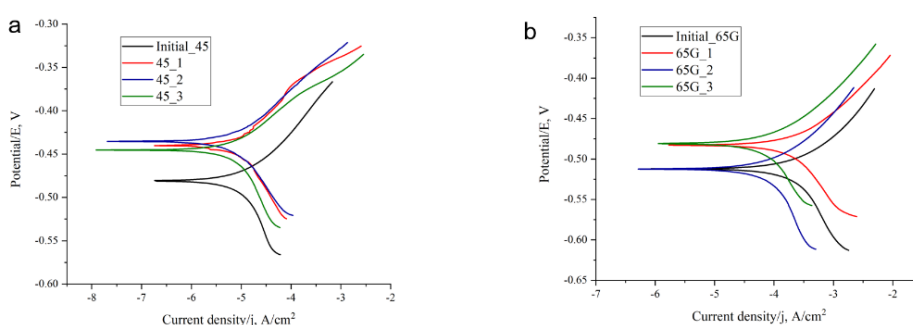 a
-0.30
-0.35
-0.40
-0.45
-0.50
-0.55
-0.60
Potential/E, V
Initial_45
45_1
45_2
45_3
-8
-7
-6
-5
-4
-3
-2
Current density/j, A/cm²
b
-0.35
-0.40
-0.45
-0.50
-0.55
-0.60
-0.65
Potential/E, V
Initial_65G
65G_1
65G_2
65G_3
-7
-6
-5
-4
-3
-2
Current density/j, A/cm²